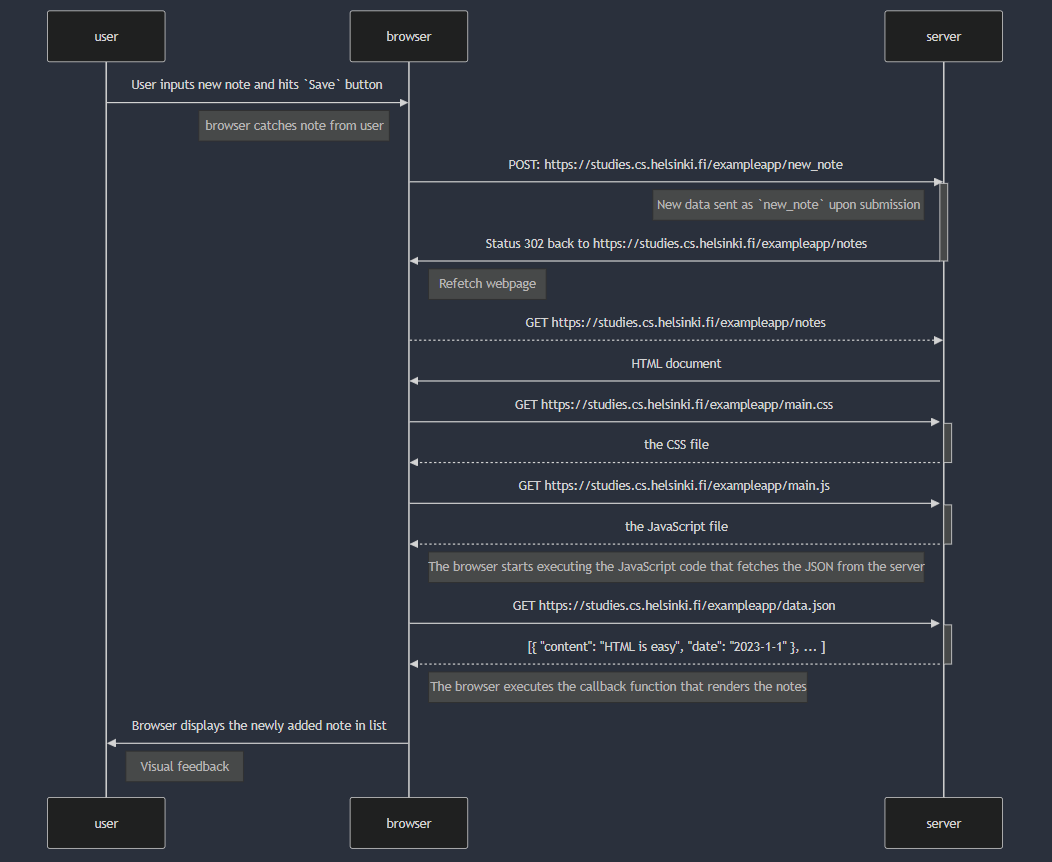 user browser server
User inputs new note and hits `Save` button
browser catches note from user
POST: https://studies.cs.helsinki.fi/exampleapp/new_note
New data sent as `new_note` upon submission
Status 302 back to https://studies.cs.helsinki.fi/exampleapp/notes
Refetch webpage
GET https://studies.cs.helsinki.fi/exampleapp/notes
HTML document
GET https://studies.cs.helsinki.fi/exampleapp/main.css
the CSS file
GET https://studies.cs.helsinki.fi/exampleapp/main.js
the JavaScript file
The browser starts executing the JavaScript code that fetches the JSON from the server
GET https://studies.cs.helsinki.fi/exampleapp/data.json
[{ "content": "HTML is easy", "date": "2023-1-1" }, ... ]
The browser executes the callback function that renders the notes
Browser displays the newly added note in list
Visual feedback
user browser server